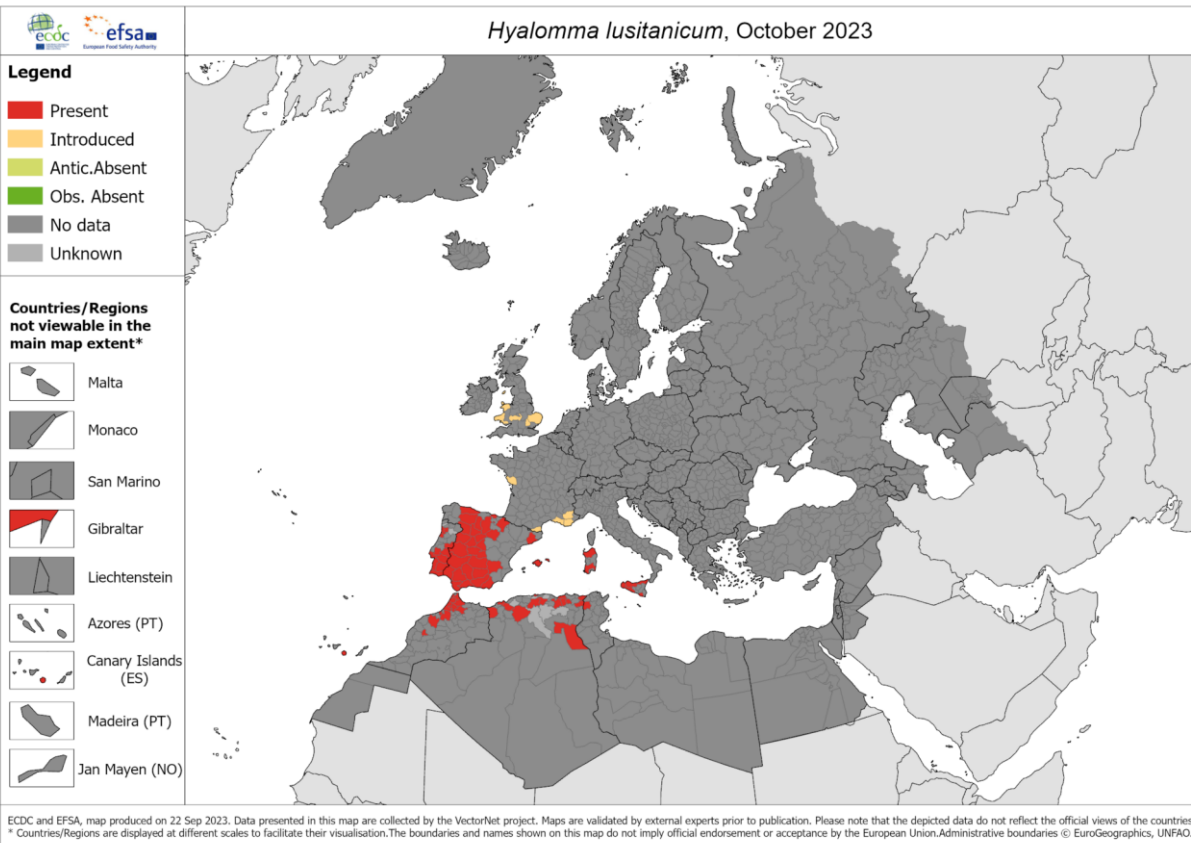 ecdc
efsa
European Food Safety Authority
Hyalomma lusitanicum, October 2023
Legend
Present
Introduced
Antic.Absent
Obs. Absent
No data
Unknown
Countries/Regions
not viewable in the
main map extent*
Malta
Monaco
San Marino
Gibraltar
Liechtenstein
Azores (PT)
Canary Islands
(ES)
Madeira (PT)
Jan Mayen (NO)
ECDC and EFSA, map produced on 22 Sep 2023. Data presented in this map are collected by the VectorNet project. Maps are validated by external experts prior to publication. Please note that the depicted data do not reflect the official views of the countries
* Countries/Regions are displayed at different scales to facilitate their visualisation.The boundaries and names shown on this map do not imply official endorsement or acceptance by the European Union.Administrative boundaries © EuroGeographics, UNFAO.